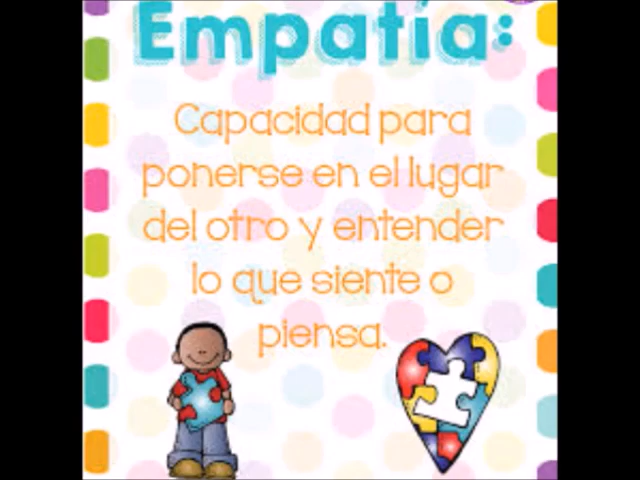 Empatía:
Capacidad para
ponerse en el lugar
del otro y entender
lo que siente o
piensa.